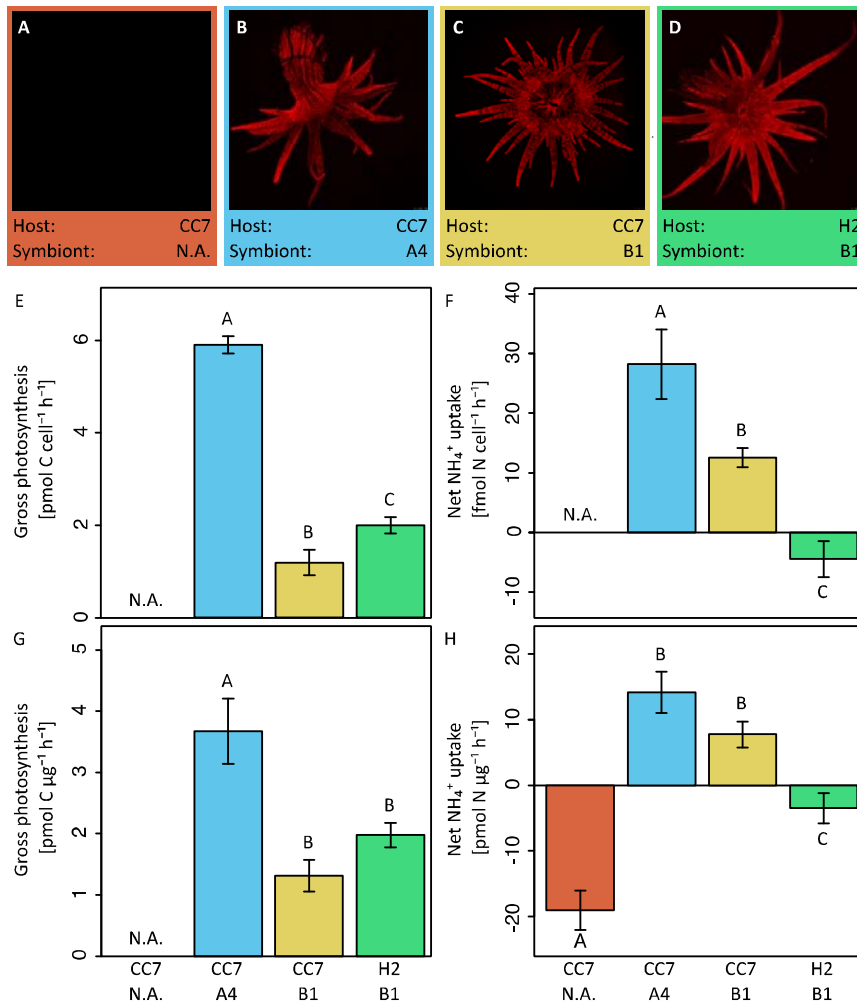 A
B
C
D
Host: CC7
Symbiont: N.A.
Host: CC7
Symbiont: A4
Host: CC7
Symbiont: B1
Host: H2
Symbiont: B1
E
Gross photosynthesis
[pmol C cell⁻¹ h⁻¹]
6
4
2
0
N.A.
A
B
C
F
Net NH₄⁺ uptake
[fmol N cell⁻¹ h⁻¹]
40
30
20
10
0
-10
N.A.
A
B
C
G
Gross photosynthesis
[pmol C µg⁻¹ h⁻¹]
5
4
3
2
1
0
N.A.
A
B
B
CC7 CC7 CC7 H2
N.A. A4 B1 B1
H
Net NH₄⁺ uptake
[pmol N µg⁻¹ h⁻¹]
20
10
0
-10
-20
A
B
B
C
CC7 CC7 CC7 H2
N.A. A4 B1 B1